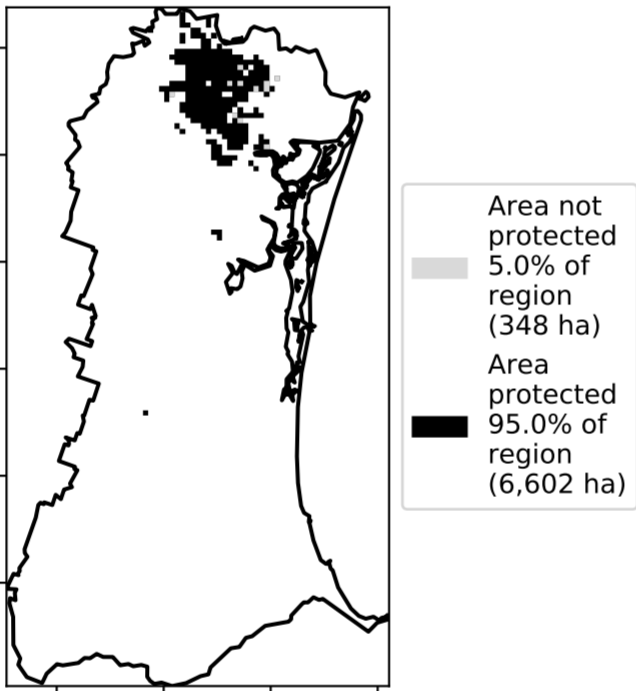 Area not
protected
5.0% of
region
(348 ha)
Area
protected
95.0% of
region
(6,602 ha)